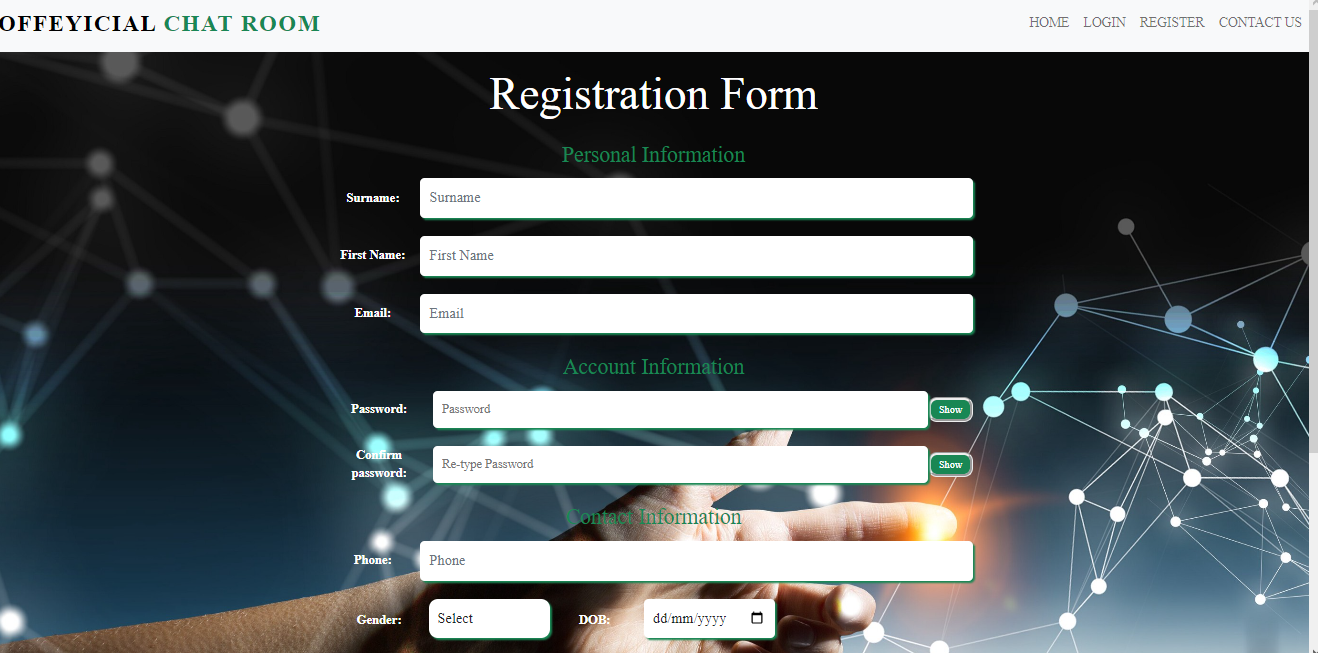 OFFEYICIAL CHAT ROOM
HOME LOGIN REGISTER CONTACT US
Registration Form
Personal Information
Surname: Surname
First Name: First Name
Email: Email
Account Information
Password: Password Show
Confirm
password: Re-type Password Show
Contact Information
Phone: Phone
Gender: Select DOB: dd/mm/yyyy